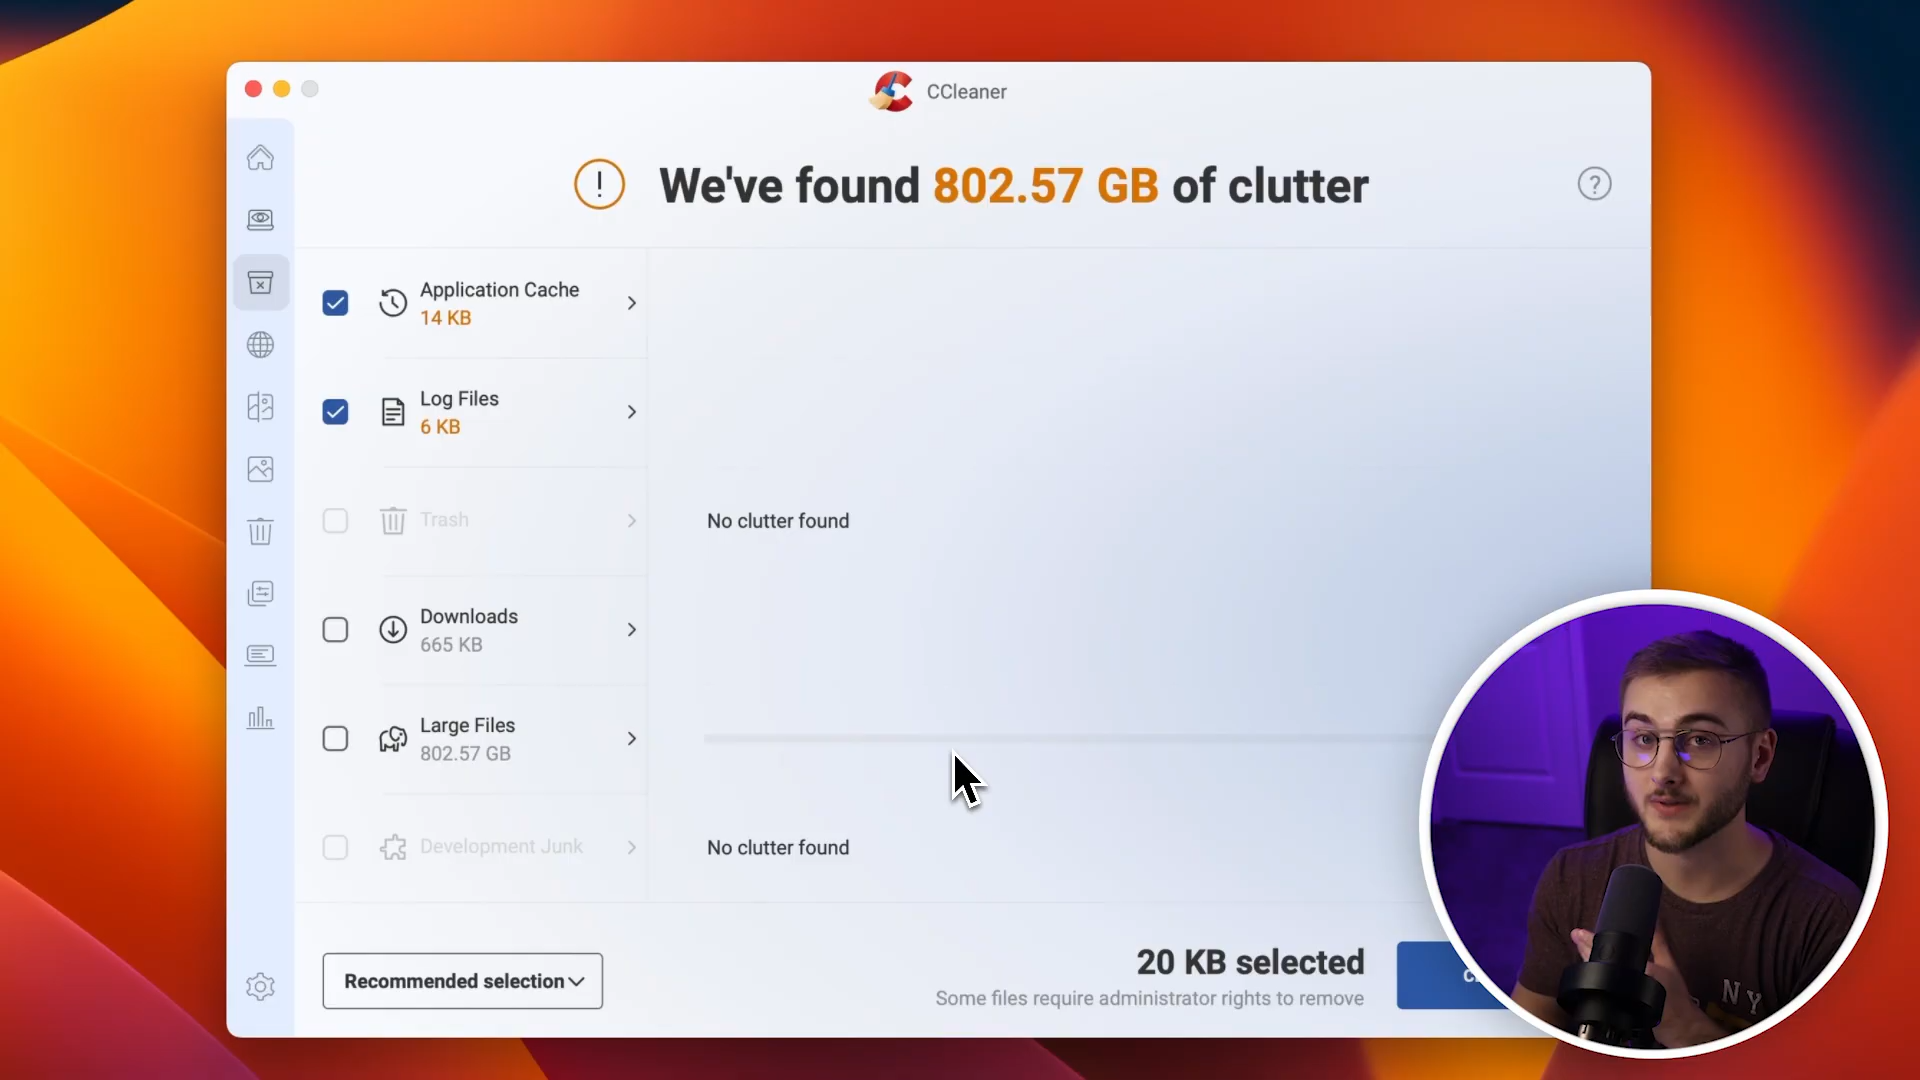 CCleaner
We've found 802.57 GB of clutter
Application Cache
14 KB
Log Files
6 KB
Trash
No clutter found
Downloads
665 KB
Large Files
802.57 GB
Development Junk
No clutter found
Recommended selection
20 KB selected
Some files require administrator rights to remove
NY